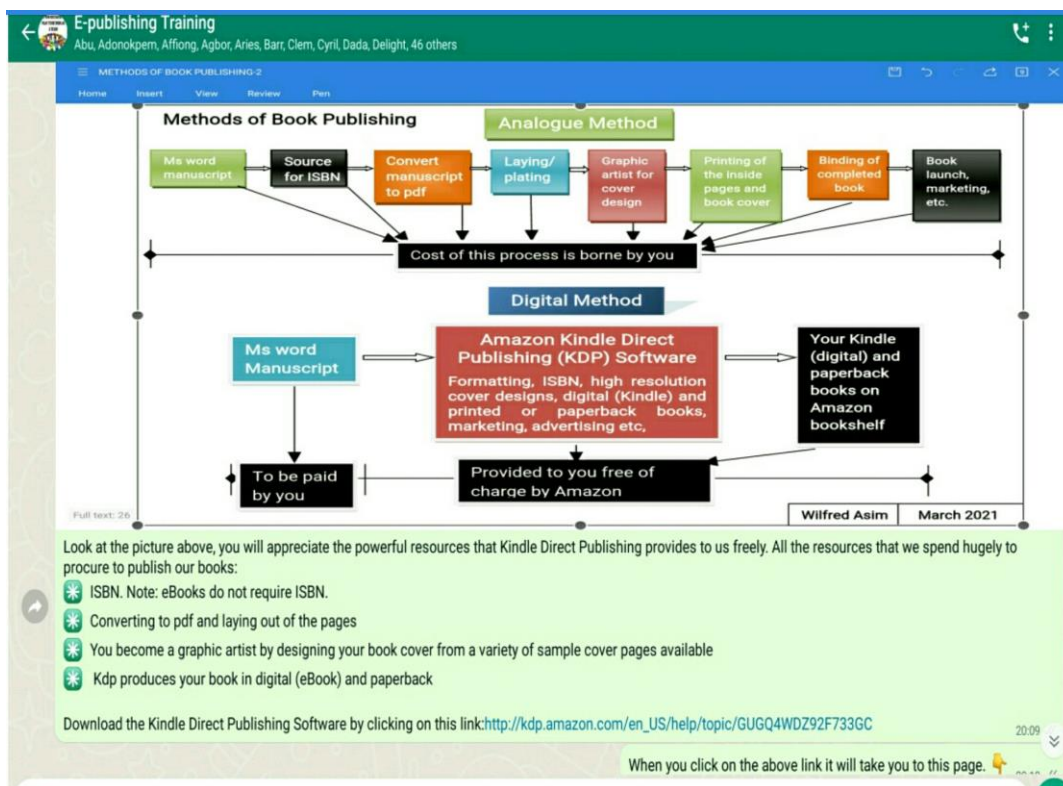 E-publishing Training
Abu, Adonokpem, Affiong, Agbor, Aries, Barr, Clem, Cyril, Dada, Delight, 46 others
METHODS OF BOOK PUBLISHING-2
Home Insert View Review Pen
Methods of Book Publishing
Analogue Method
Ms word
manuscript
Source
for ISBN
Convert
manuscript
to pdf
Laying/
plating
Graphic
artist for
cover
design
Printing of
the Inside
pages and
book cover
Binding of
completed
book
Book
launch,
marketing,
etc.
Cost of this process is borne by you
Digital Method
Ms word
Manuscript
Amazon Kindle Direct
Publishing (KDP) Software
Formatting, ISBN, high resolution
cover designs, digital (Kindle) and
printed or paperback books,
marketing, advertising etc,
Your Kindle
(digital) and
paperback
books on
Amazon
bookshelf
To be paid
by you
Provided to you free of
charge by Amazon
Full text: 26
Wilfred Asim March 2021
Look at the picture above, you will appreciate the powerful resources that Kindle Direct Publishing provides to us freely. All the resources that we spend hugely to
procure to publish our books:
ISBN. Note: eBooks do not require ISBN.
Converting to pdf and laying out of the pages
You become a graphic artist by designing your book cover from a variety of sample cover pages available
Kdp produces your book in digital (eBook) and paperback
Download the Kindle Direct Publishing Software by clicking on this link:http://kdp.amazon.com/en_US/help/topic/GUGQ4WDZ92F733GC
20:09
When you click on the above link it will take you to this page. 👇